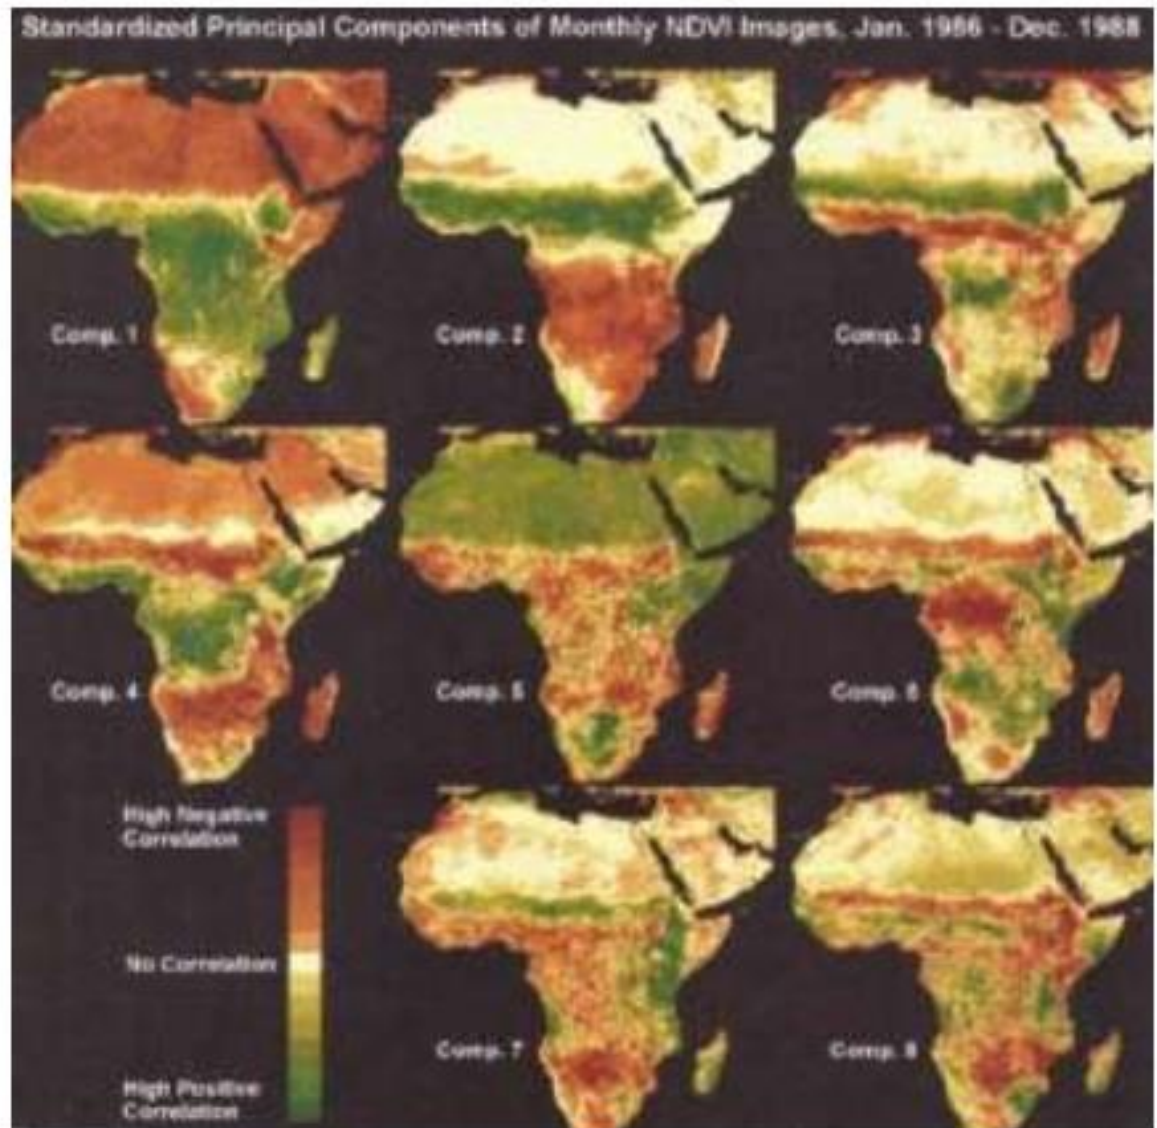 Standardized Principal Components of Monthly NDVI Images, Jan. 1986 - Dec. 1988
Comp. 1
Comp. 2
Comp. 3
Comp. 4
Comp. 5
Comp. 6
High Negative
Correlation
No Correlation
High Positive
Correlation
Comp. 7
Comp. 8